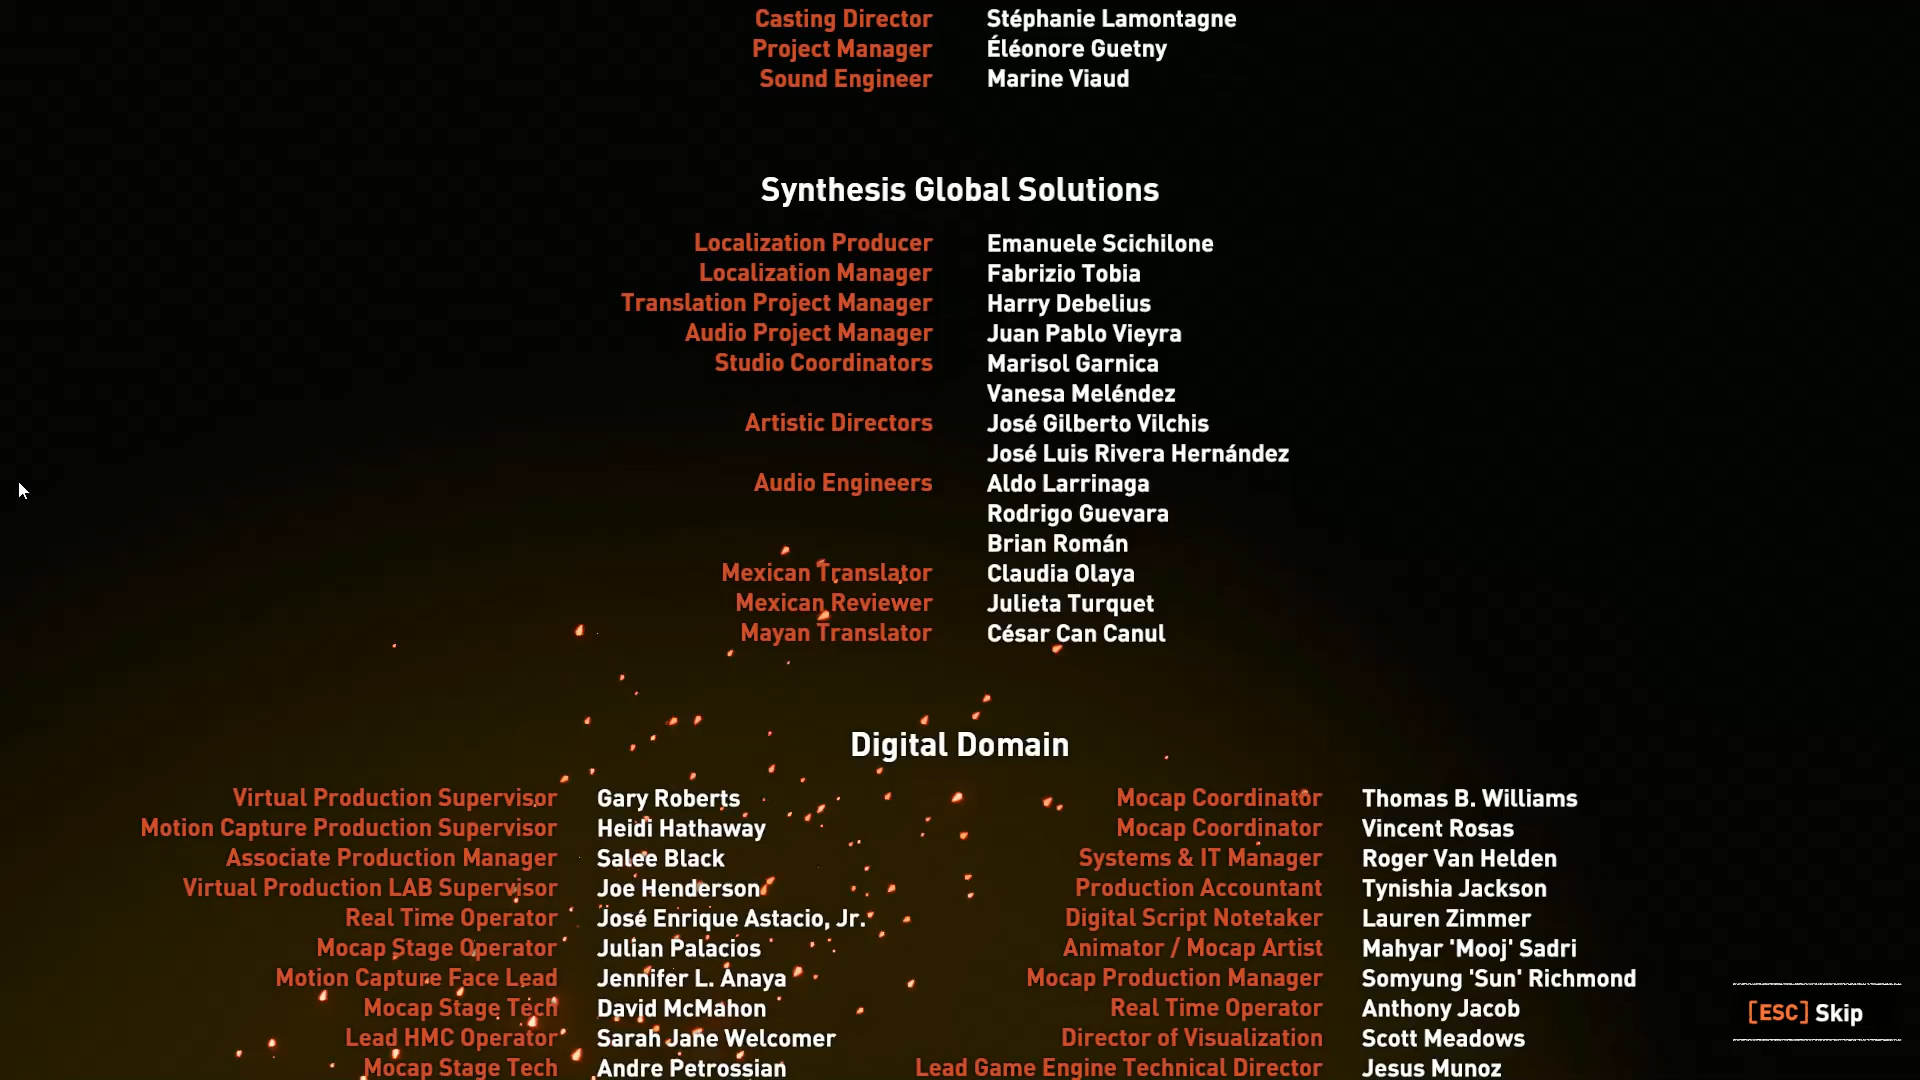 Casting Director Stéphanie Lamontagne
Project Manager Éléonore Guetny
Sound Engineer Marine Viaud
Synthesis Global Solutions
Localization Producer Emanuele Scichilone
Localization Manager Fabrizio Tobia
Translation Project Manager Harry Debelius
Audio Project Manager Juan Pablo Vieyra
Studio Coordinators Marisol Garnica
Vanesa Meléndez
Artistic Directors José Gilberto Vilchis
José Luis Rivera Hernández
Audio Engineers Aldo Larrinaga
Rodrigo Guevara
Brian Román
Mexican Translator Claudia Olaya
Mexican Reviewer Julieta Turquet
Mayan Translator César Can Canul
Digital Domain
Virtual Production Supervisor Gary Roberts
Motion Capture Production Supervisor Heidi Hathaway
Associate Production Manager Salee Black
Virtual Production LAB Supervisor Joe Henderson
Real Time Operator José Enrique Astacio, Jr.
Mocap Stage Operator Julian Palacios
Motion Capture Face Lead Jennifer L. Anaya
Mocap Stage Tech David McMahon
Lead HMC Operator Sarah Jane Welcomer
Mocap Stage Tech Andre Petrossian
Mocap Coordinator Thomas B. Williams
Mocap Coordinator Vincent Rosas
Systems & IT Manager Roger Van Helden
Production Accountant Tynishia Jackson
Digital Script Notetaker Lauren Zimmer
Animator / Mocap Artist Mahyar 'Mooj' Sadri
Mocap Production Manager Somyung 'Sun' Richmond
Real Time Operator Anthony Jacob
Director of Visualization Scott Meadows
Lead Game Engine Technical Director Jesus Munoz
[ESC] Skip